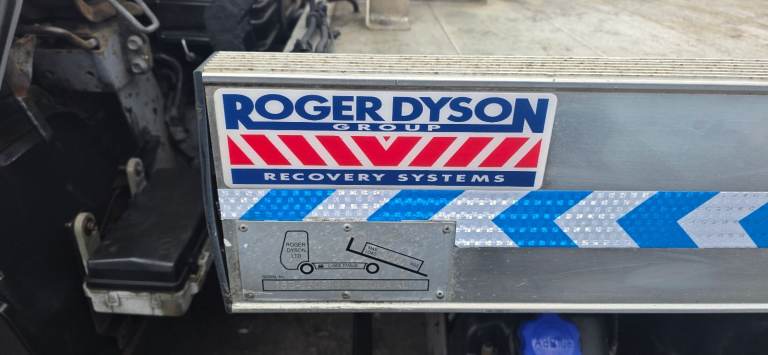 ROGER DYSON
GROUP
RECOVERY SYSTEMS
ROGER
DYSON
LTD